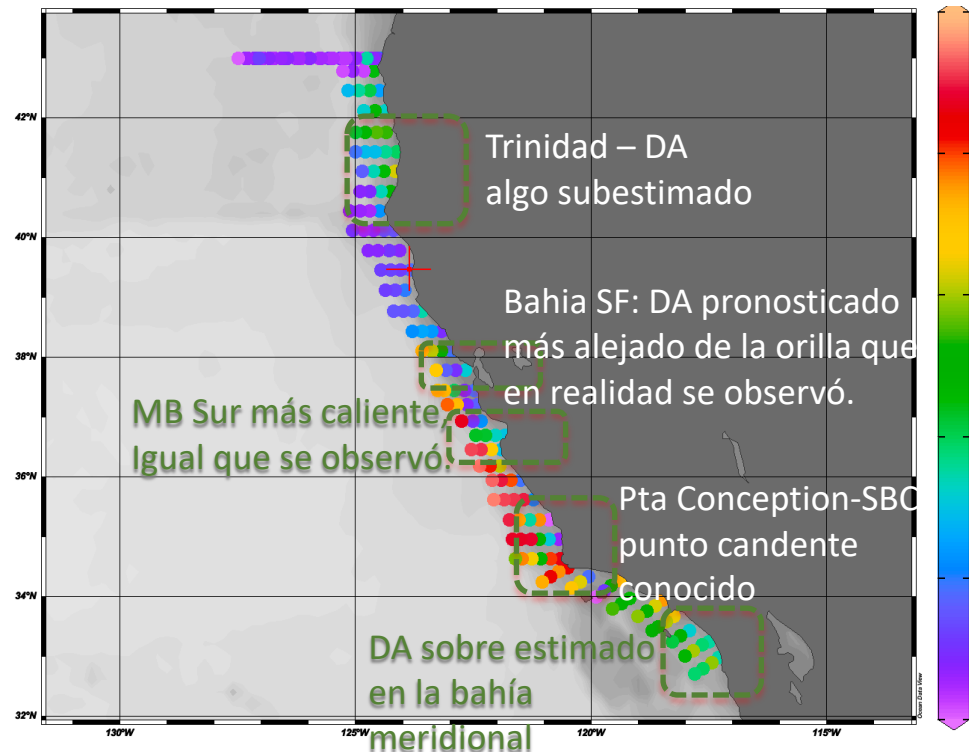 42°N
Trinidad – DA
algo subestimado
40°N
Bahia SF: DA pronosticado
más alejado de la orilla que
en realidad se observó.
38°N
MB Sur más caliente,
Igual que se observó.
36°N
Pta Conception-SBC
punto candente
conocido
34°N
DA sobre estimado
en la bahía
meridional
32°N
130°W
125°W
120°W
115°W
Ocean Data View